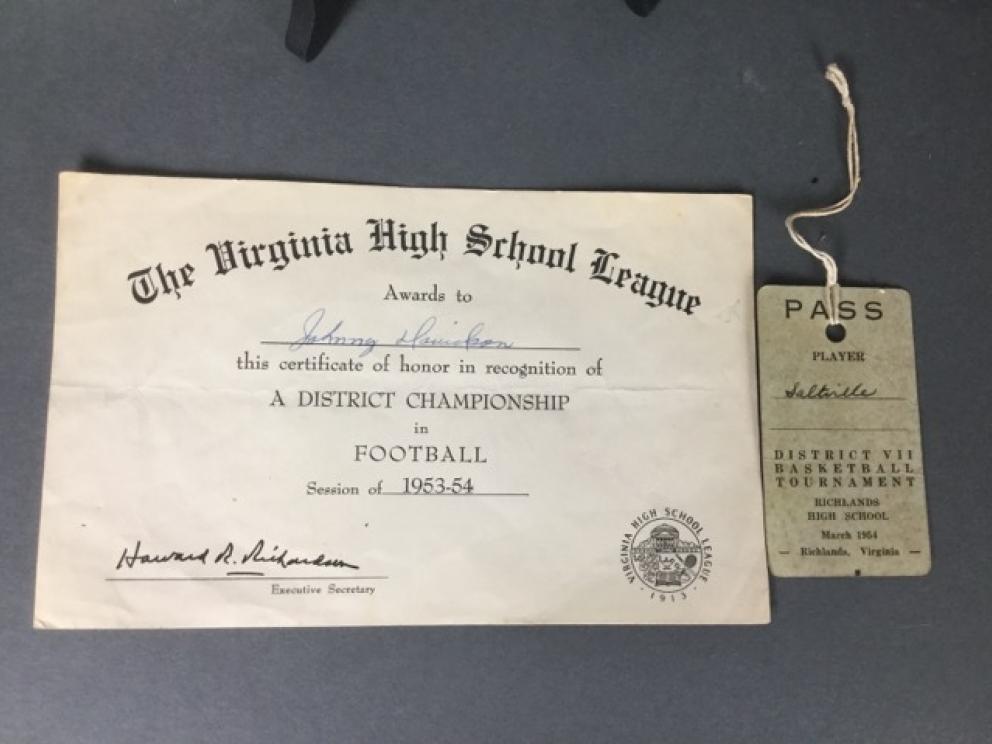 The Virginia High School League
Awards to
Johnny Davidson
this certificate of honor in recognition of
A DISTRICT CHAMPIONSHIP
in
FOOTBALL
Session of 1953-54
Howard R. Richardson
Executive Secretary
VIRGINIA HIGH SCHOOL LEAGUE
· 1913 ·
PASS
PLAYER
Saltville
DISTRICT VII
BASKETBALL
TOURNAMENT
RICHLANDS
HIGH SCHOOL
March 1954
— Richlands, Virginia —